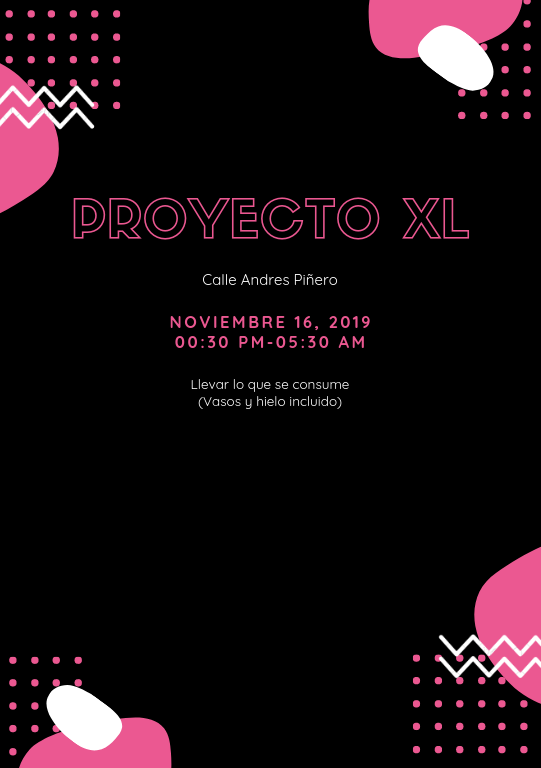 PROYECTO XL
Calle Andres Piñero
NOVIEMBRE 16, 2019
00:30 PM-05:30 AM
Llevar lo que se consume
(Vasos y hielo incluido)